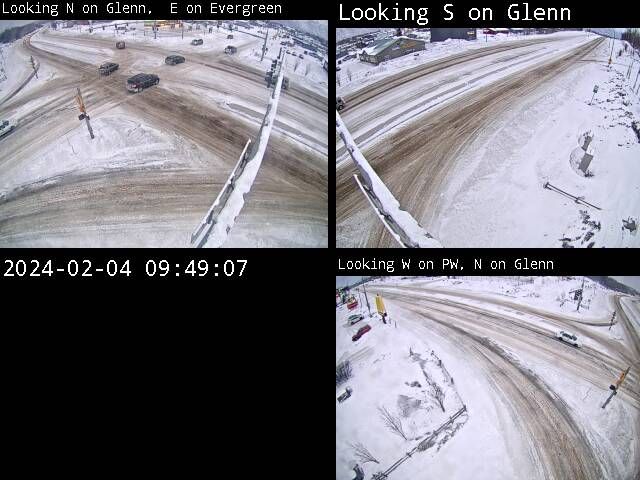 Looking N on Glenn,  E on Evergreen
Looking S on Glenn
2024-02-04 09:49:07
Looking W on PW, N on Glenn